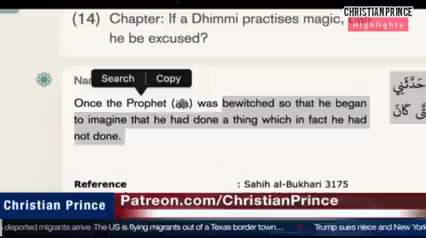 CHRISTIAN PRINCE
Highlights
(14) Chapter: If a Dhimmi practises magic,
he be excused?
Search Copy
Once the Prophet (ﷺ) was bewitched so that he began
to imagine that he had done a thing which in fact he had
not done.
حَدَّثَنِي
كَانَ
Reference : Sahih al-Bukhari 3175
Christian Prince
Patreon.com/ChristianPrince
deported migrants arrive The US is flying migrants out of a Texas border town... Trump sues niece and New York